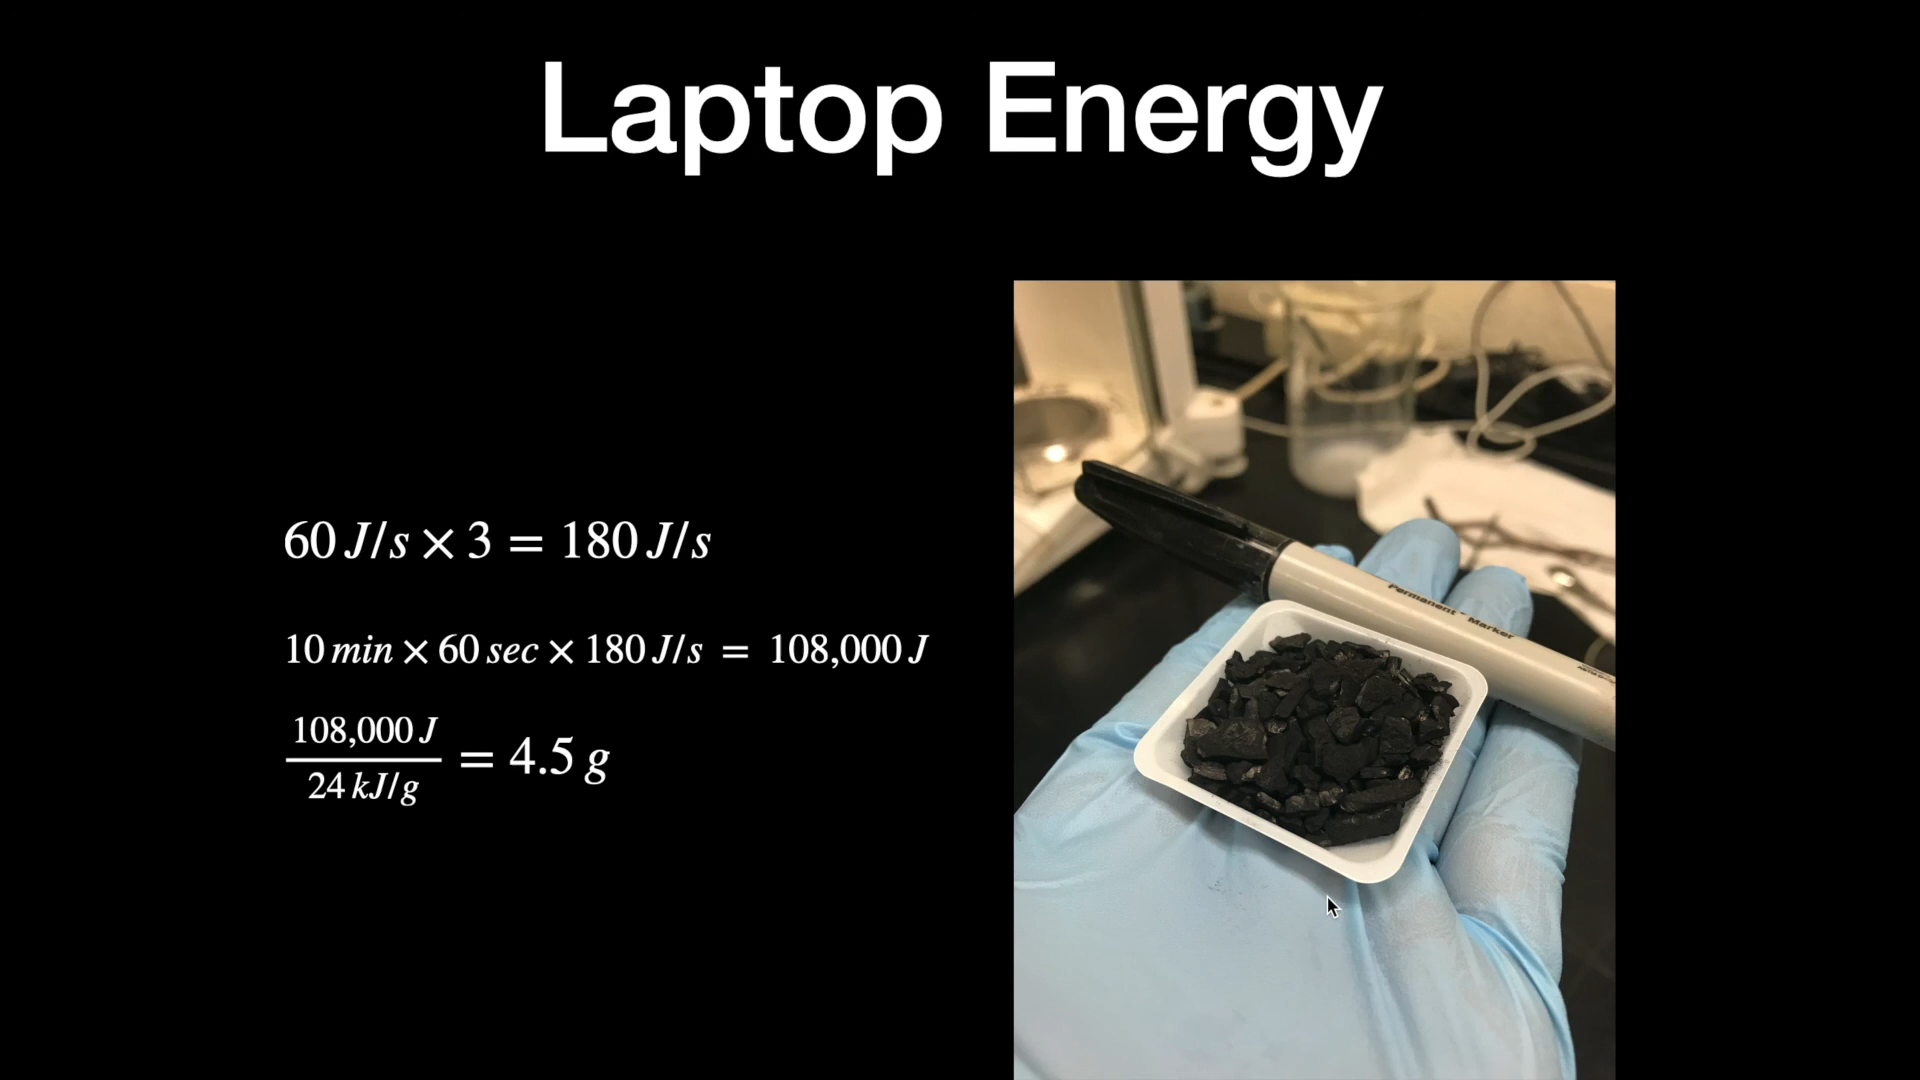 Laptop Energy
60 J/s × 3 = 180 J/s
10 min × 60 sec × 180 J/s = 108,000 J
108,000 J
24 kJ/g
= 4.5 g
Permanent Marker